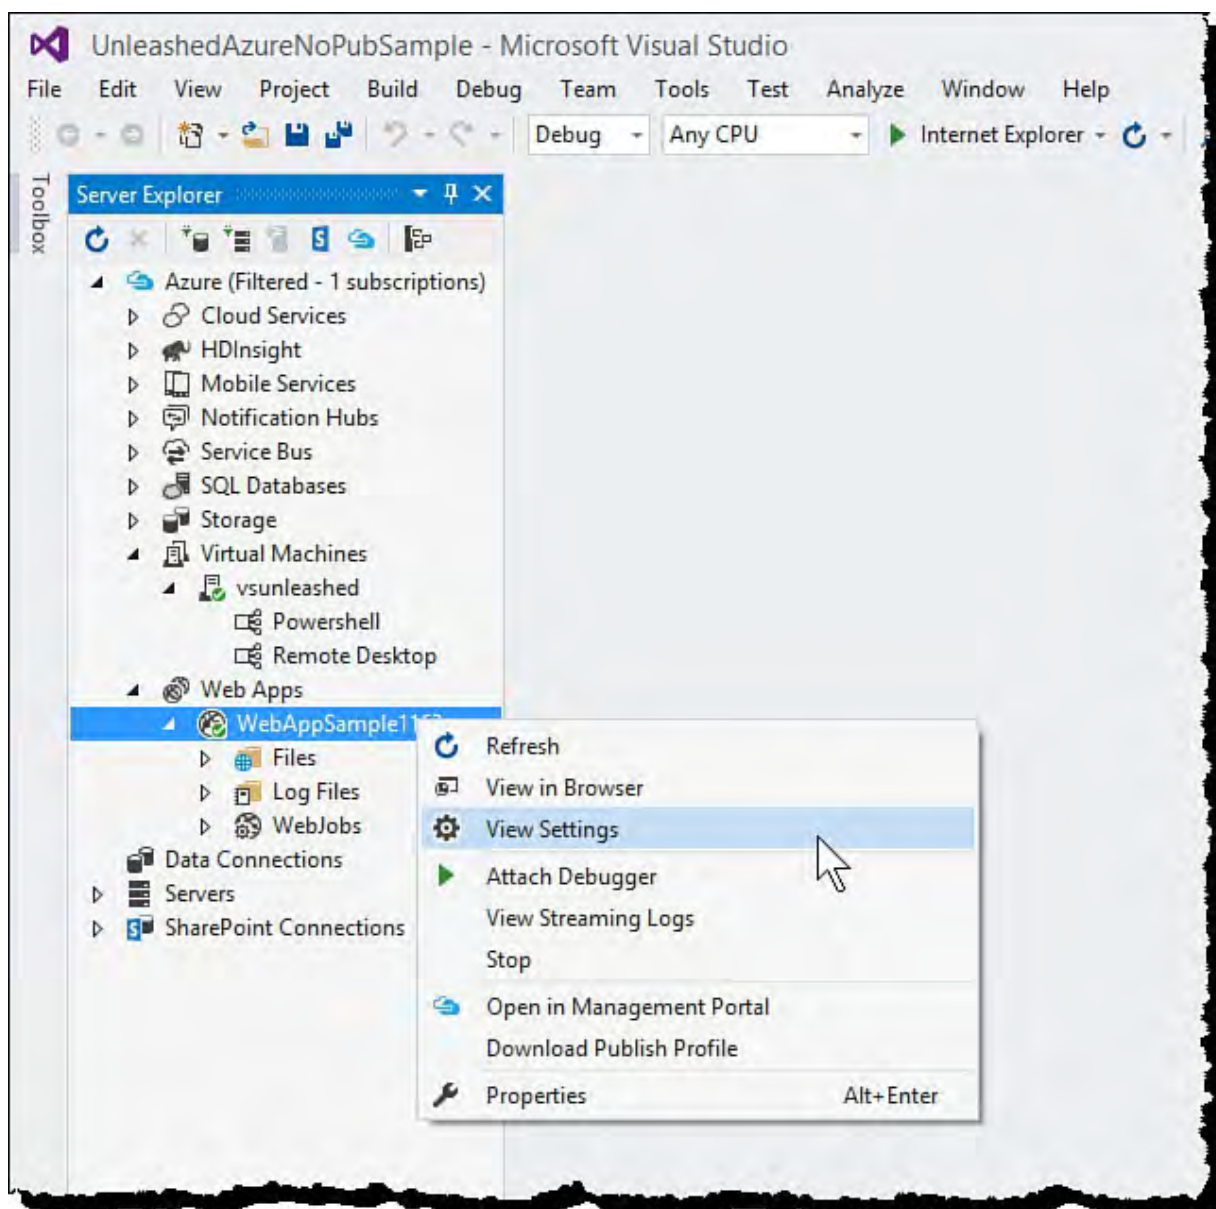 UnleashedAzureNoPubSample - Microsoft Visual Studio
File Edit View Project Build Debug Team Tools Test Analyze Window Help
Debug Any CPU Internet Explorer
Toolbox
Server Explorer
Azure (Filtered - 1 subscriptions)
Cloud Services
HDInsight
Mobile Services
Notification Hubs
Service Bus
SQL Databases
Storage
Virtual Machines
vsunleashed
Powershell
Remote Desktop
Web Apps
Files
Log Files
WebJobs
Data Connections
Servers
SharePoint Connections
Refresh
View in Browser
View Settings
Attach Debugger
View Streaming Logs
Stop
Open in Management Portal
Download Publish Profile
Properties Alt+Enter